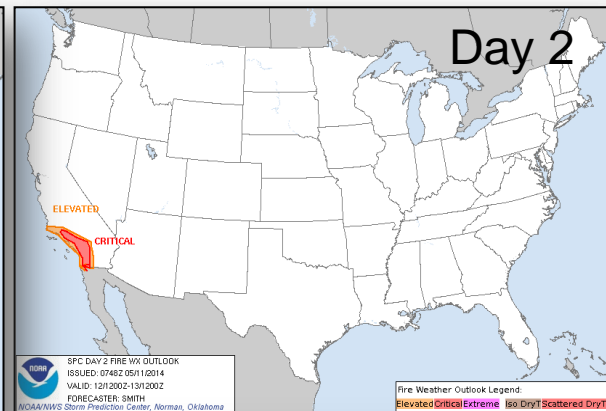 Day 2
ELEVATED
CRITICAL
NOAA
SPC DAY 2 FIRE WX OUTLOOK
ISSUED: 0748Z 05/11/2014
VALID: 12/1200Z-13/1200Z
FORECASTER: SMITH
NOAA/NWS Storm Prediction Center, Norman, Oklahoma
Fire Weather Outlook Legend:
Elevated Critical Extreme Iso DryT Scattered DryT